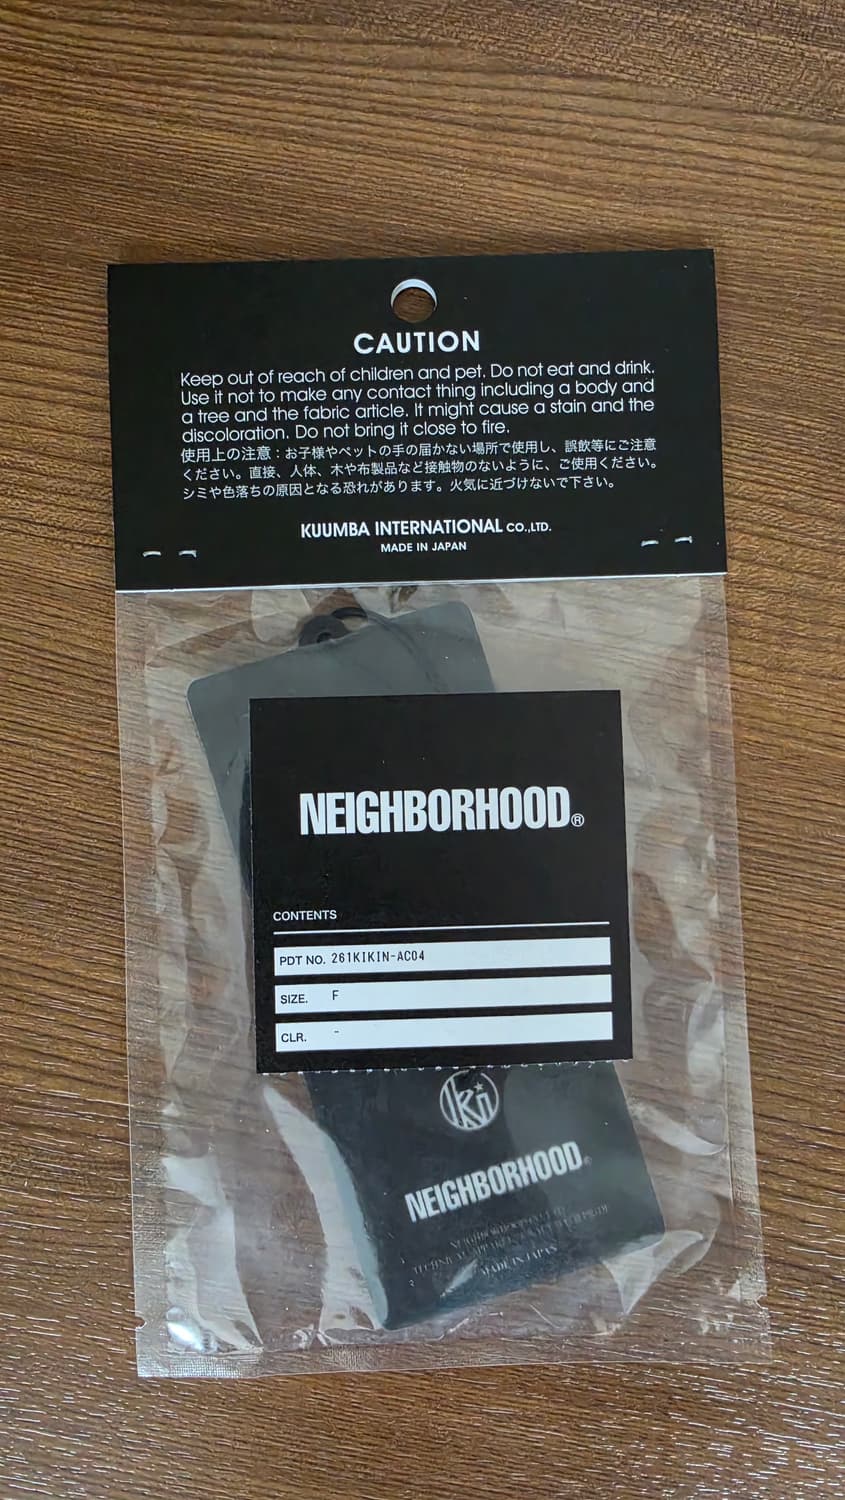 CAUTION
Keep out of reach of children and pet. Do not eat and drink.
Use it not to make any contact thing including a body and
a tree and the fabric article. It might cause a stain and the
discoloration. Do not bring it close to fire.
使用上の注意：お子様やペットの手の届かない場所で使用し、誤飲等にご注意
ください。直接、人体、木や布製品など接触物のないように、ご使用ください。
シミや色落ちの原因となる恐れがあります。火気に近づけないで下さい。
KUUMBA INTERNATIONAL CO.,LTD.
MADE IN JAPAN
NEIGHBORHOOD®
CONTENTS
PDT NO. 261KIKIN-AC04
SIZE. F
CLR. -
NEIGHBORHOOD®
MADE IN JAPAN